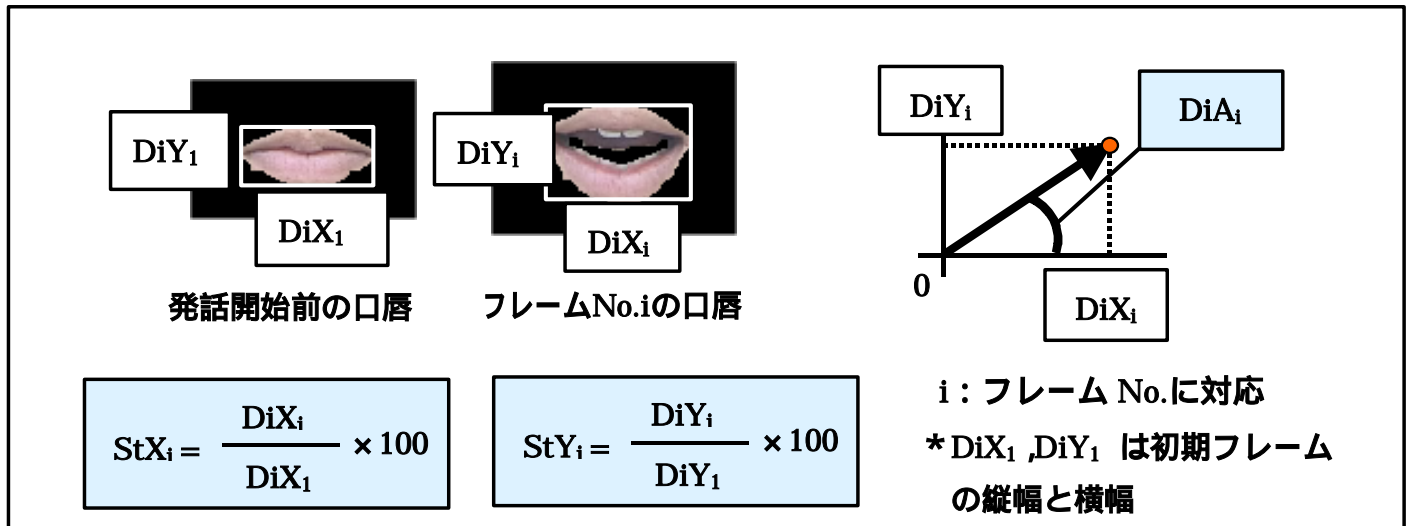 DiY₁
DiX₁
発話開始前の口唇
DiYᵢ
DiXᵢ
フレームNo.iの口唇
DiYᵢ
DiAᵢ
0
DiXᵢ
StXᵢ = DiXᵢ / DiX₁ × 100
StYᵢ = DiYᵢ / DiY₁ × 100
i：フレーム No.に対応
* DiX₁ ,DiY₁ は初期フレーム
の縦幅と横幅